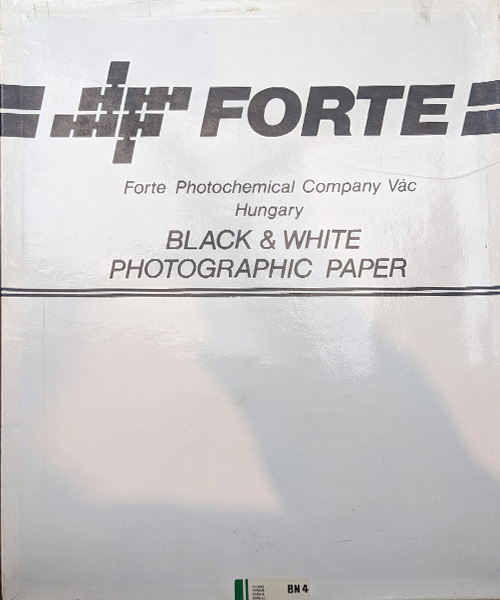 FORTE
Forte Photochemical Company Vác
Hungary
BLACK & WHITE
PHOTOGRAPHIC PAPER
BN 4